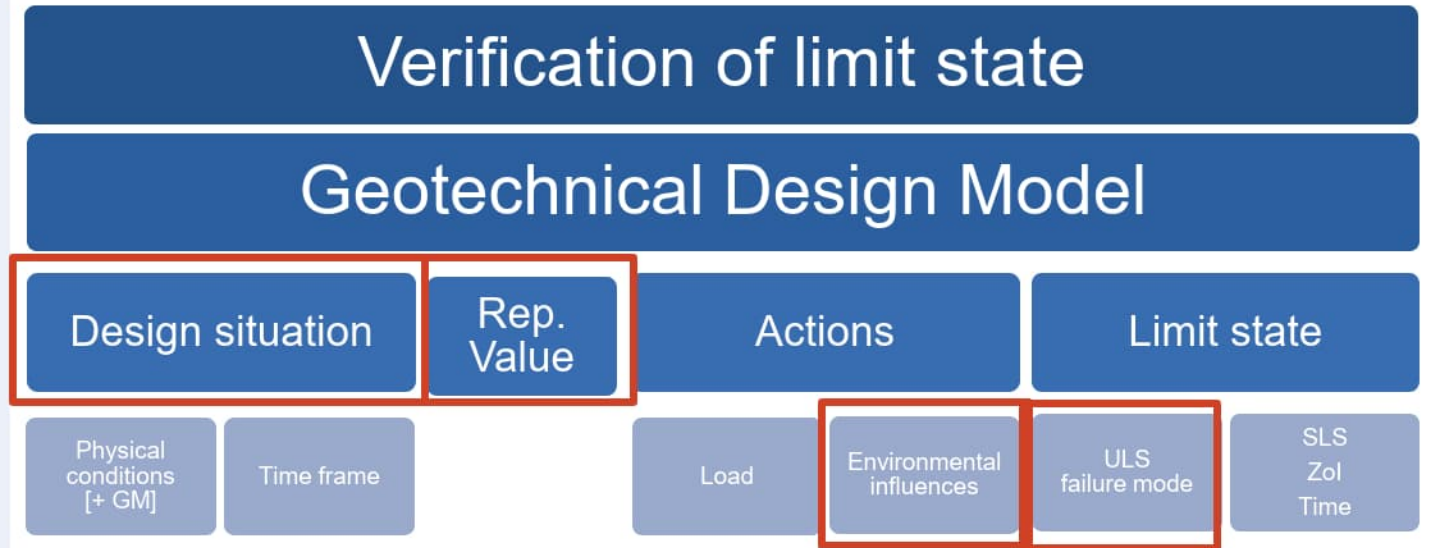 Verification of limit state
Geotechnical Design Model
Design situation
Rep.
Value
Actions
Limit state
Physical
conditions
[+ GM]
Time frame
Load
Environmental
influences
ULS
failure mode
SLS
ZoI
Time